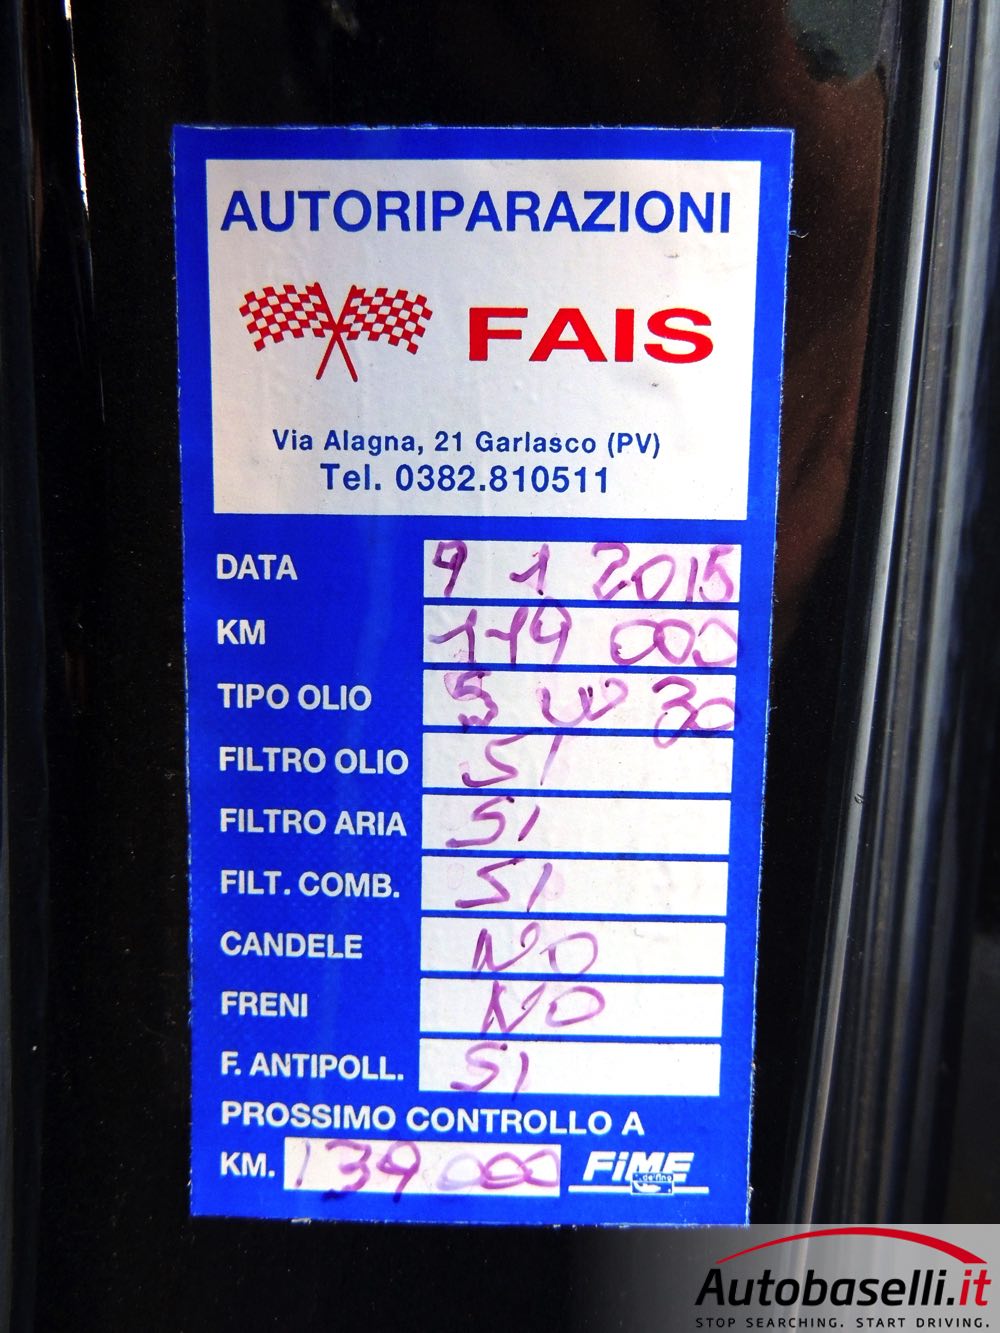 AUTORIPARAZIONI
FAIS
Via Alagna, 21 Garlasco (PV)
Tel. 0382.810511
DATA 9 1 2015
KM 119 000
TIPO OLIO 5 W 30
FILTRO OLIO SI
FILTRO ARIA SI
FILT. COMB. SI
CANDELE NO
FRENI NO
F. ANTIPOLL. SI
PROSSIMO CONTROLLO A
KM. 139 000 FiME
Autobaselli.it
STOP SEARCHING. START DRIVING.